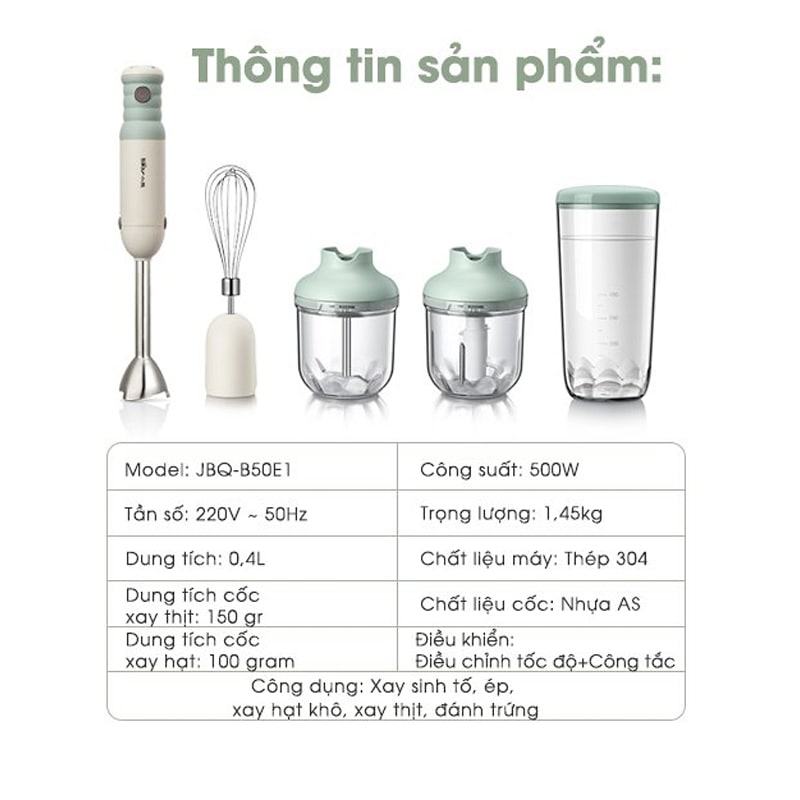 Thông tin sản phẩm:
Model: JBQ-B50E1
Công suất: 500W
Tần số: 220V ~ 50Hz
Trọng lượng: 1,45kg
Dung tích: 0,4L
Chất liệu máy: Thép 304
Dung tích cốc
xay thịt: 150 gr
Chất liệu cốc: Nhựa AS
Dung tích cốc
xay hạt: 100 gram
Điều khiển:
Điều chỉnh tốc độ+Công tắc
Công dụng: Xay sinh tố, ép,
xay hạt khô, xay thịt, đánh trứng